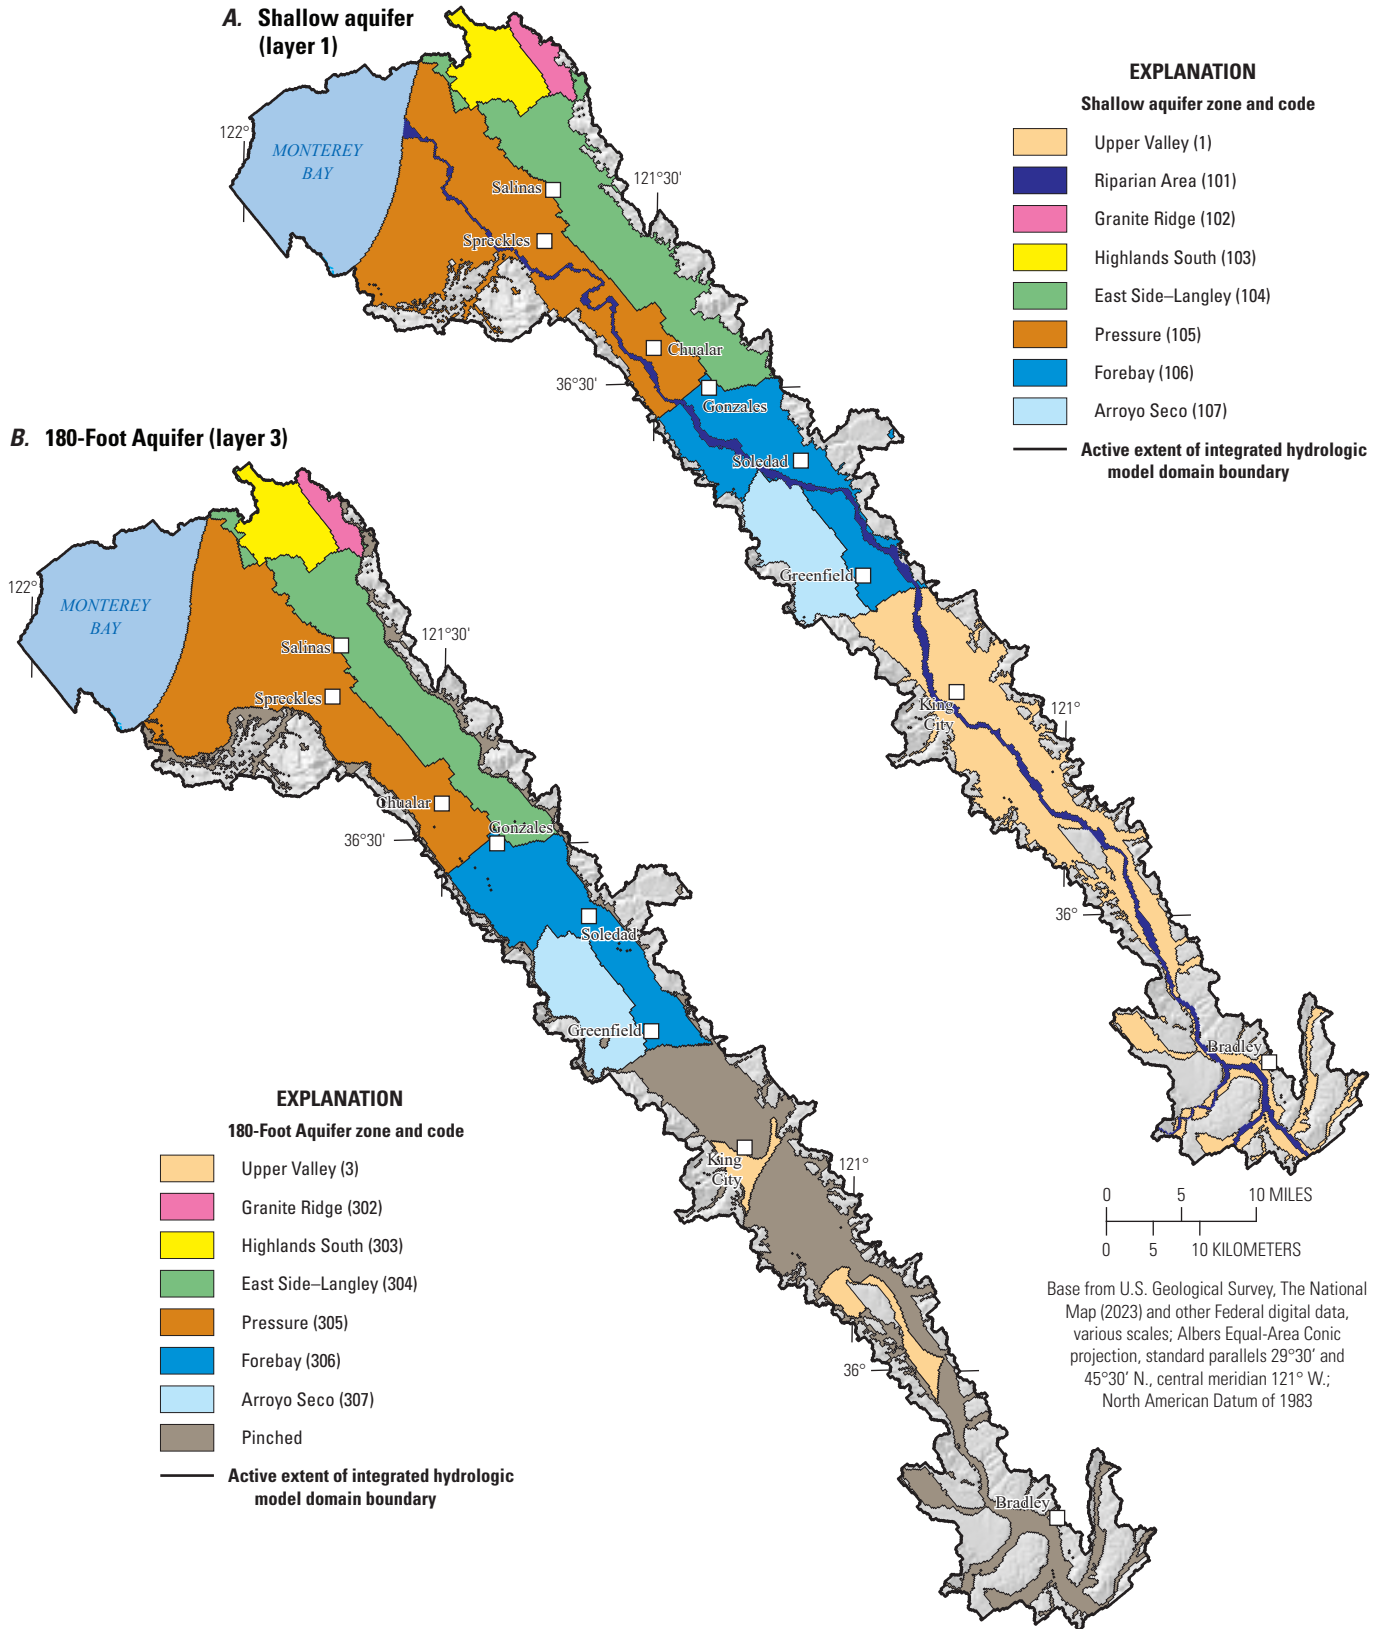 A. Shallow aquifer
(layer 1)
122°
MONTEREY
BAY
121°30'
Salinas
Spreckles
Chualar
36°30'
Gonzales
Soledad
Greenfield
King
City
121°
36°
Bradley
EXPLANATION
Shallow aquifer zone and code
Upper Valley (1)
Riparian Area (101)
Granite Ridge (102)
Highlands South (103)
East Side–Langley (104)
Pressure (105)
Forebay (106)
Arroyo Seco (107)
Active extent of integrated hydrologic
model domain boundary
B. 180-Foot Aquifer (layer 3)
122°
MONTEREY
BAY
121°30'
Salinas
Spreckles
Chualar
36°30'
Gonzales
Soledad
Greenfield
King
City
121°
36°
Bradley
EXPLANATION
180-Foot Aquifer zone and code
Upper Valley (3)
Granite Ridge (302)
Highlands South (303)
East Side–Langley (304)
Pressure (305)
Forebay (306)
Arroyo Seco (307)
Pinched
Active extent of integrated hydrologic
model domain boundary
0 5 10 MILES
0 5 10 KILOMETERS
Base from U.S. Geological Survey, The National
Map (2023) and other Federal digital data,
various scales; Albers Equal-Area Conic
projection, standard parallels 29°30′ and
45°30′ N., central meridian 121° W.;
North American Datum of 1983